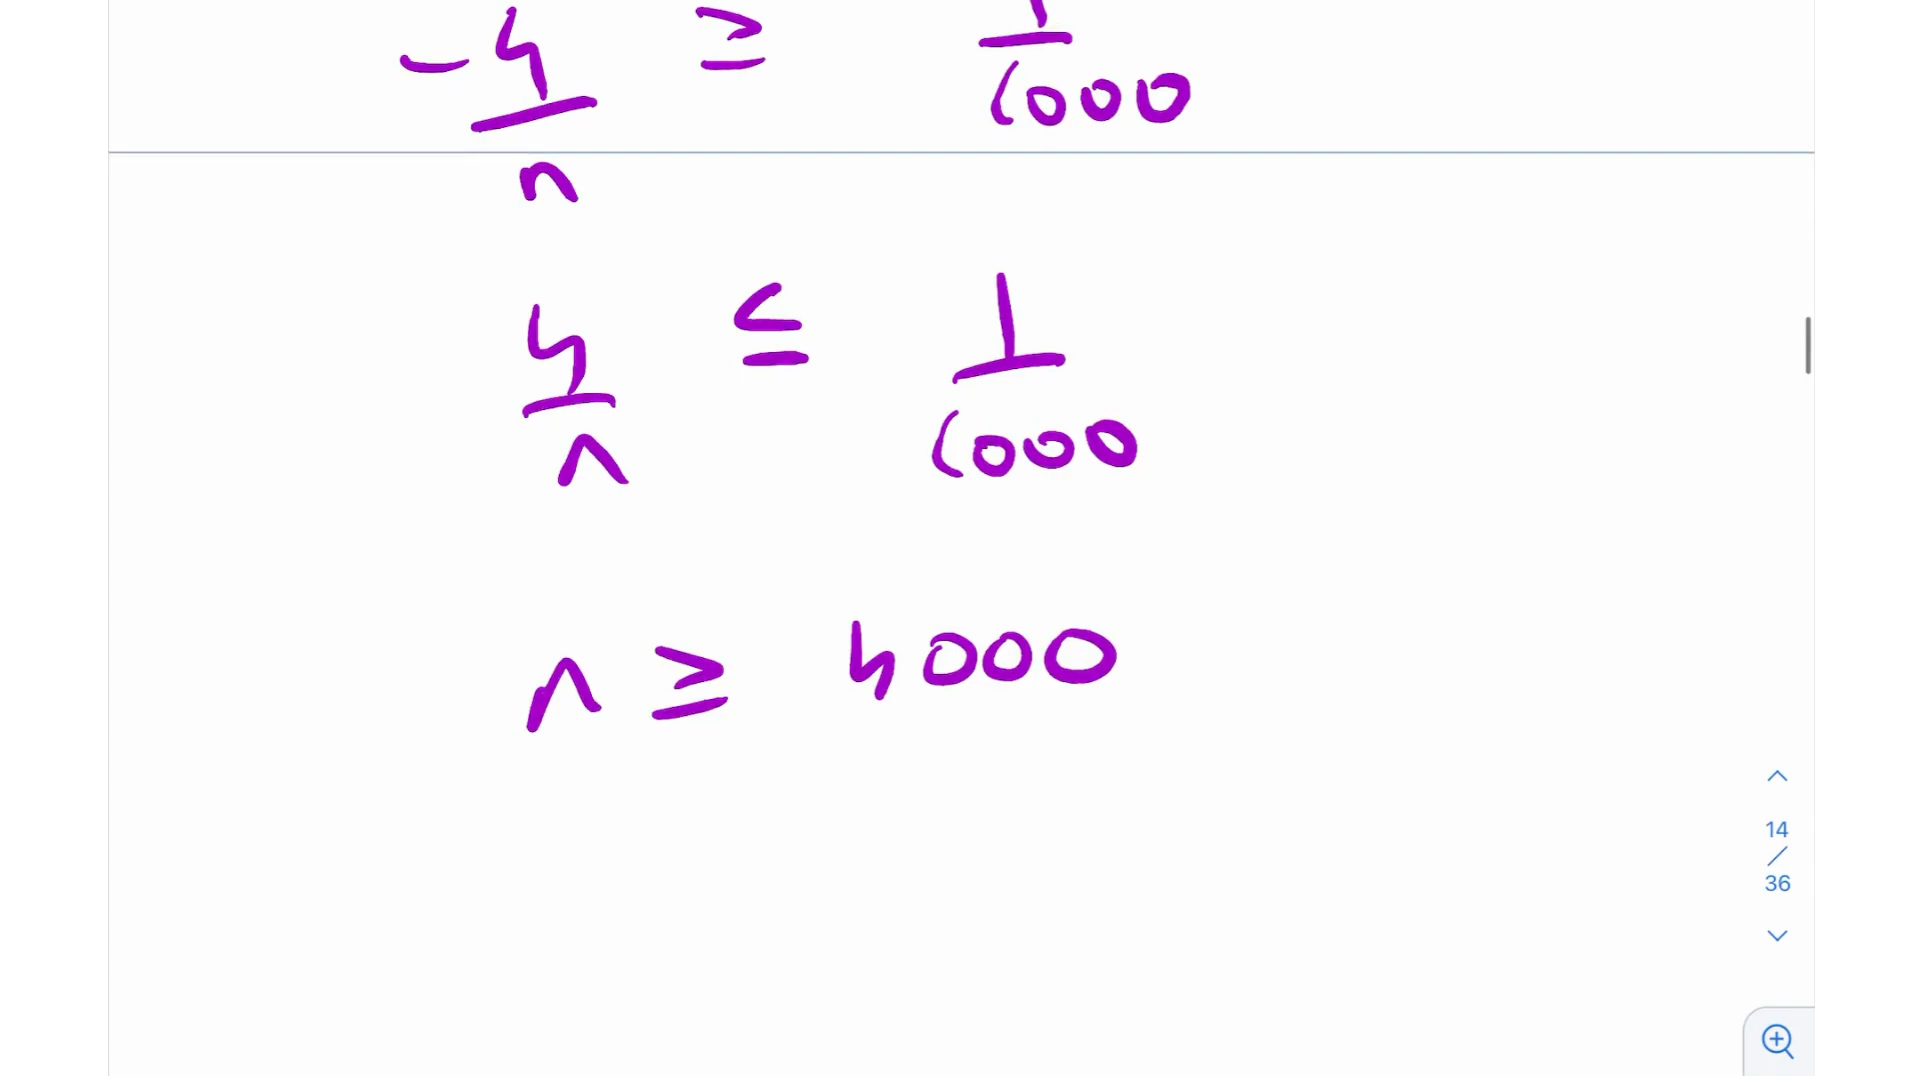 -4/n ≥ 1/1000
4/n ≤ 1/1000
n ≥ 4000
14
/
36